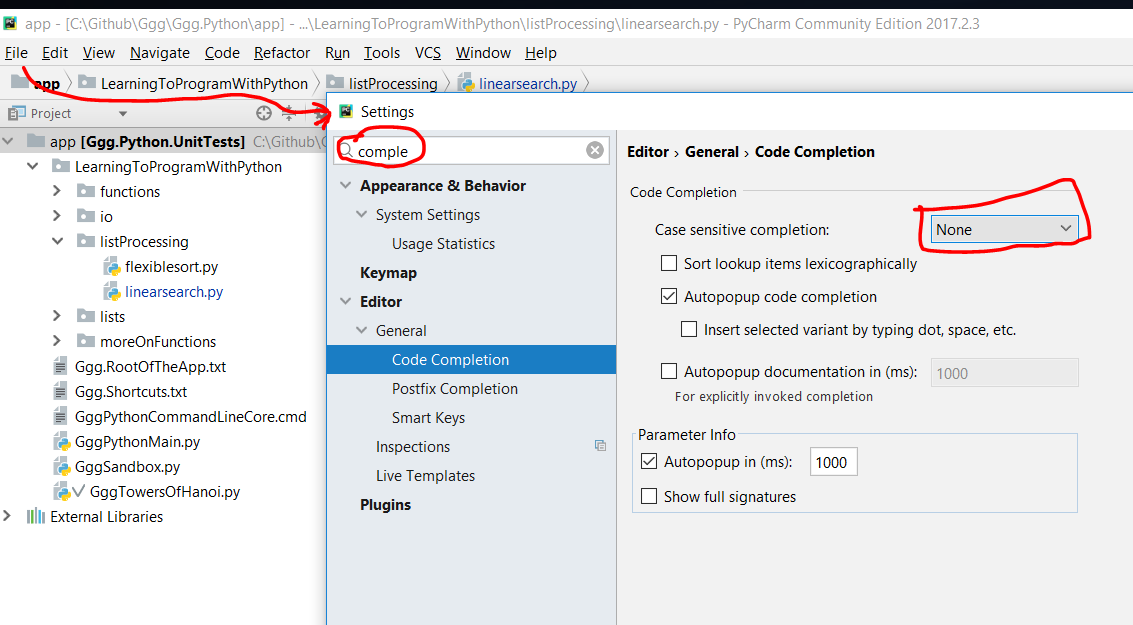 app - [C:\Github\Ggg\Ggg.Python\app] - ...\LearningToProgramWithPython\listProcessing\linearsearch.py - PyCharm Community Edition 2017.2.3
File Edit View Navigate Code Refactor Run Tools VCS Window Help
app LearningToProgramWithPython listProcessing linearsearch.py
Project
app [Ggg.Python.UnitTests] C:\Github\
LearningToProgramWithPython
functions
io
listProcessing
flexiblesort.py
linearsearch.py
lists
moreOnFunctions
Ggg.RootOfTheApp.txt
Ggg.Shortcuts.txt
GggPythonCommandLineCore.cmd
GggPythonMain.py
GggSandbox.py
GggTowersOfHanoi.py
External Libraries
Settings
comple
Appearance & Behavior
System Settings
Usage Statistics
Keymap
Editor
General
Code Completion
Postfix Completion
Smart Keys
Inspections
Live Templates
Plugins
Editor › General › Code Completion
Code Completion
Case sensitive completion: None
Sort lookup items lexicographically
Autopopup code completion
Insert selected variant by typing dot, space, etc.
Autopopup documentation in (ms): 1000
For explicitly invoked completion
Parameter Info
Autopopup in (ms): 1000
Show full signatures